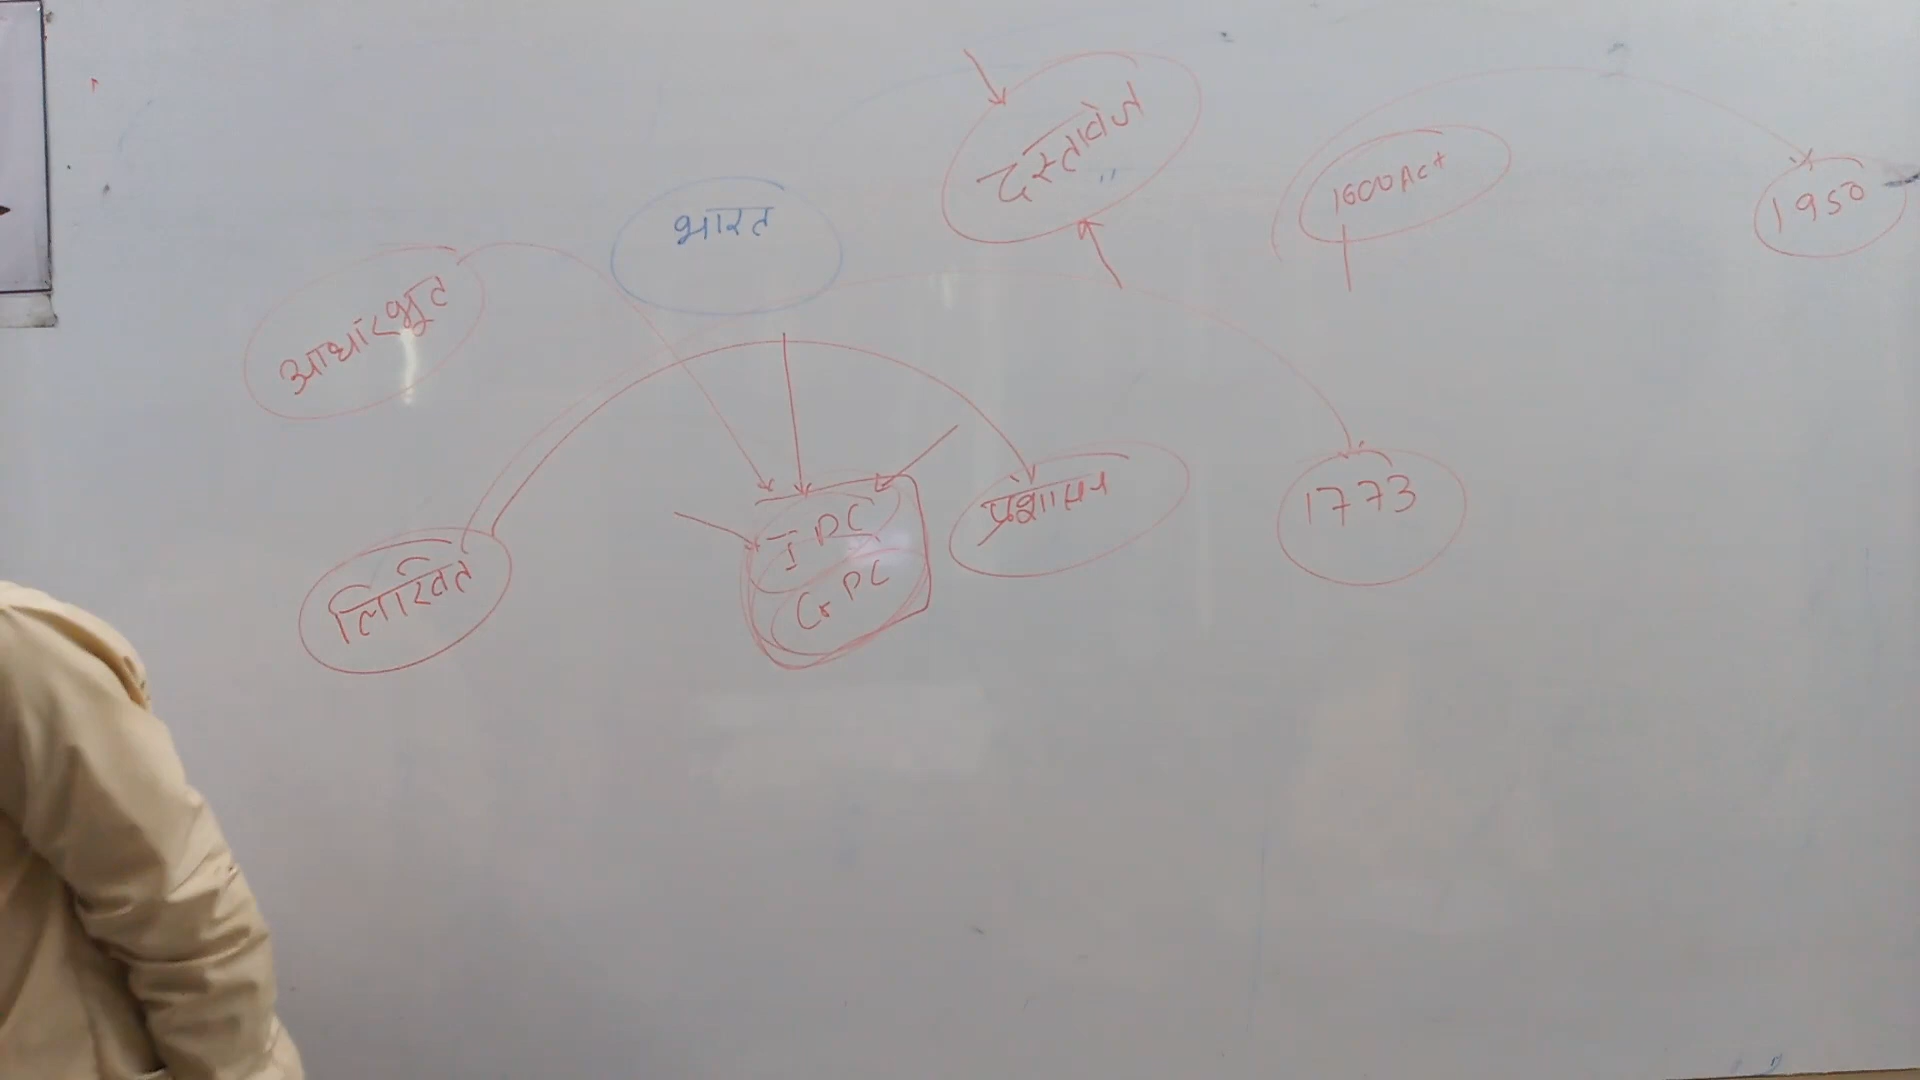 दस्तावेज
1600 Act
1950
भारत
आधारभूत
IPC
CrPC
प्रशासन
1773
लिखित